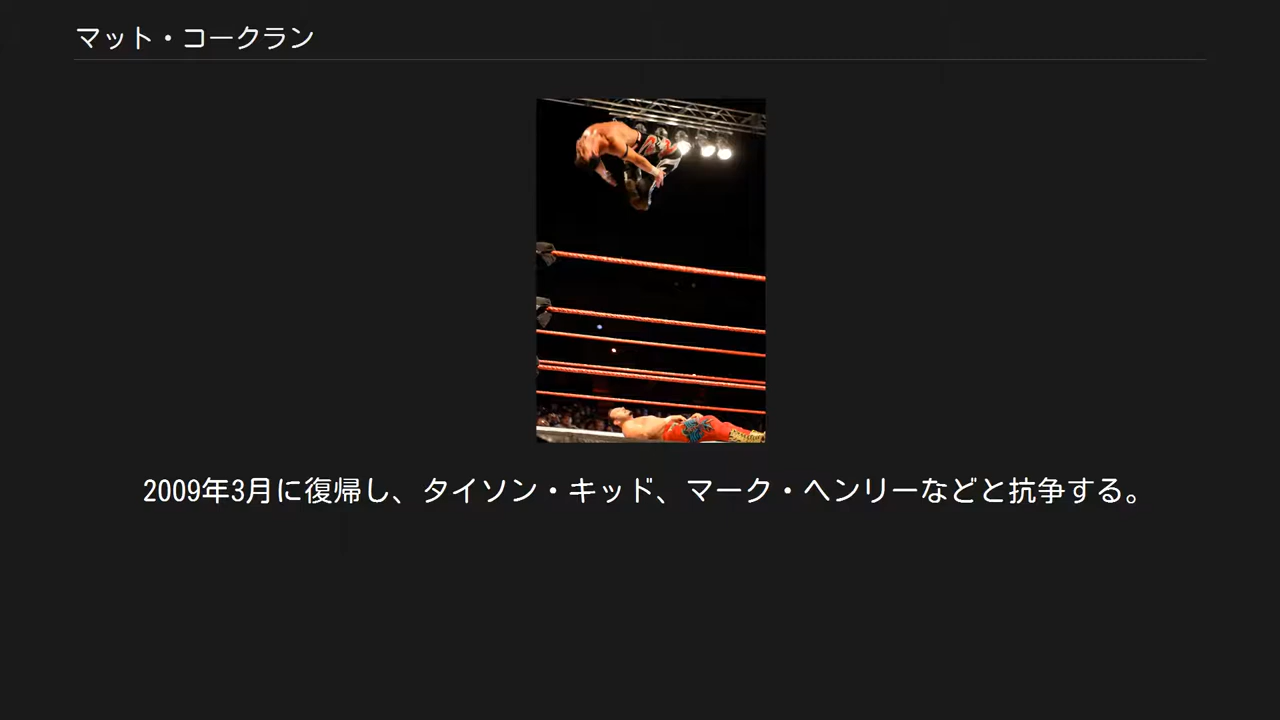 マット・コークラン
2009年3月に復帰し、タイソン・キッド、マーク・ヘンリーなどと抗争する。